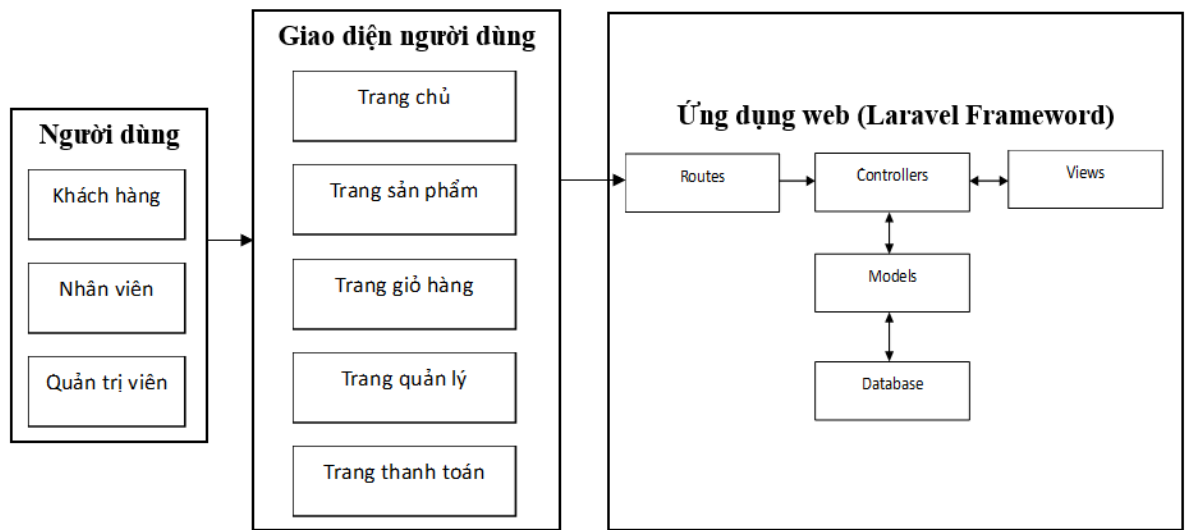 Người dùng
Khách hàng
Nhân viên
Quản trị viên
Giao diện người dùng
Trang chủ
Trang sản phẩm
Trang giỏ hàng
Trang quản lý
Trang thanh toán
Ứng dụng web (Laravel Frameword)
Routes
Controllers
Views
Models
Database